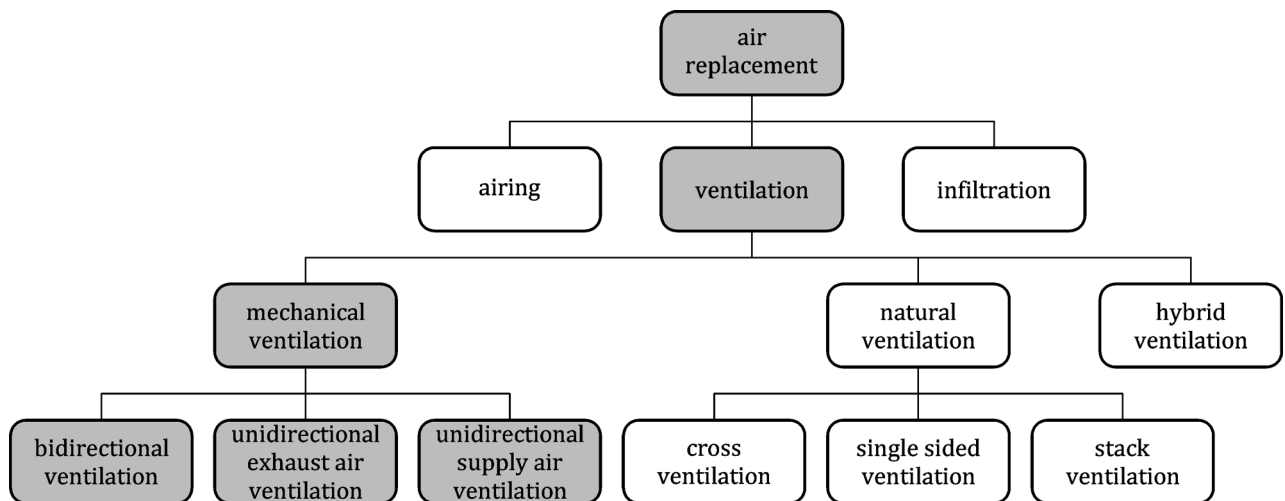 air
replacement
airing
ventilation
infiltration
mechanical
ventilation
natural
ventilation
hybrid
ventilation
bidirectional
ventilation
unidirectional
exhaust air
ventilation
unidirectional
supply air
ventilation
cross
ventilation
single sided
ventilation
stack
ventilation